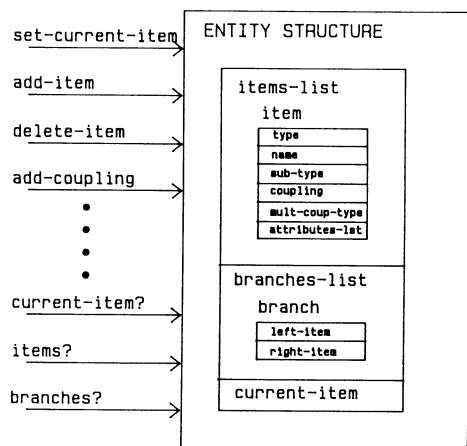 set-current-item
add-item
delete-item
add-coupling
current-item?
items?
branches?
ENTITY STRUCTURE
items-list
item
type
name
sub-type
coupling
mult-coup-type
attributes-lst
branches-list
branch
left-item
right-item
current-item